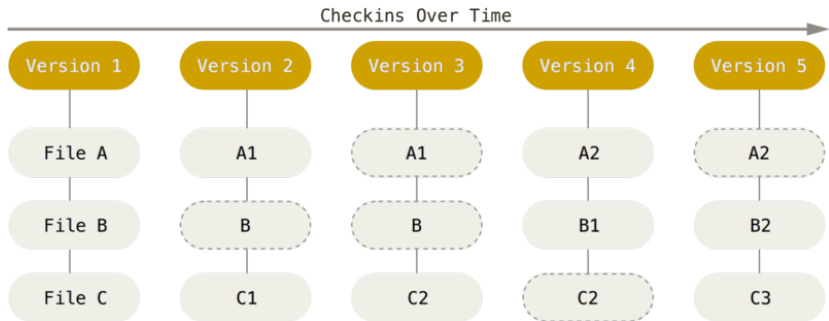 Checkins Over Time
Version 1 Version 2 Version 3 Version 4 Version 5
File A A1 A1 A2 A2
File B B B B1 B2
File C C1 C2 C2 C3